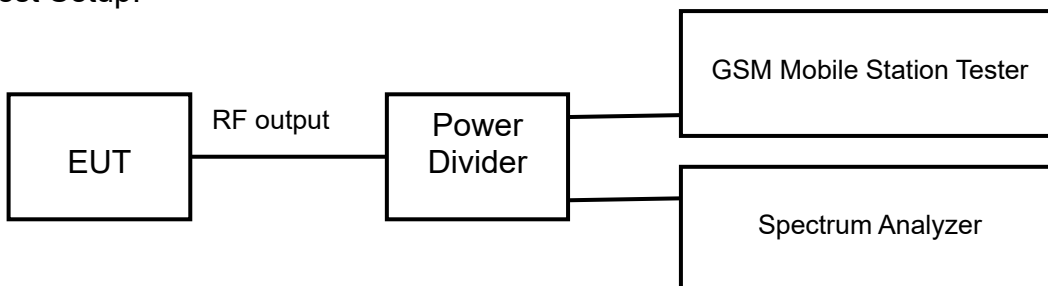 EUT
RF output
Power
Divider
GSM Mobile Station Tester
Spectrum Analyzer